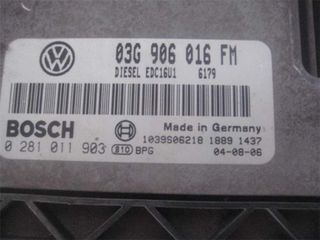 03G 906 016 FM
DIESEL EDC16U1 6179
BOSCH
Made in Germany
0 281 011 903 810 BPG
1039S06218 1889 1437
04-08-06